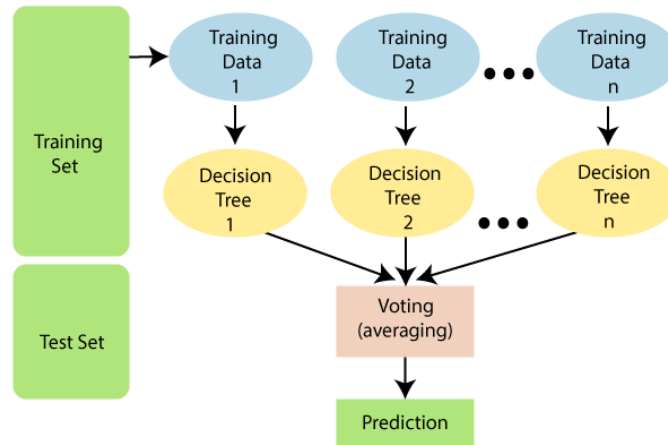 Training
Set
Training
Data
1
Training
Data
2
Training
Data
n
Decision
Tree
1
Decision
Tree
2
Decision
Tree
n
Voting
(averaging)
Test Set
Prediction